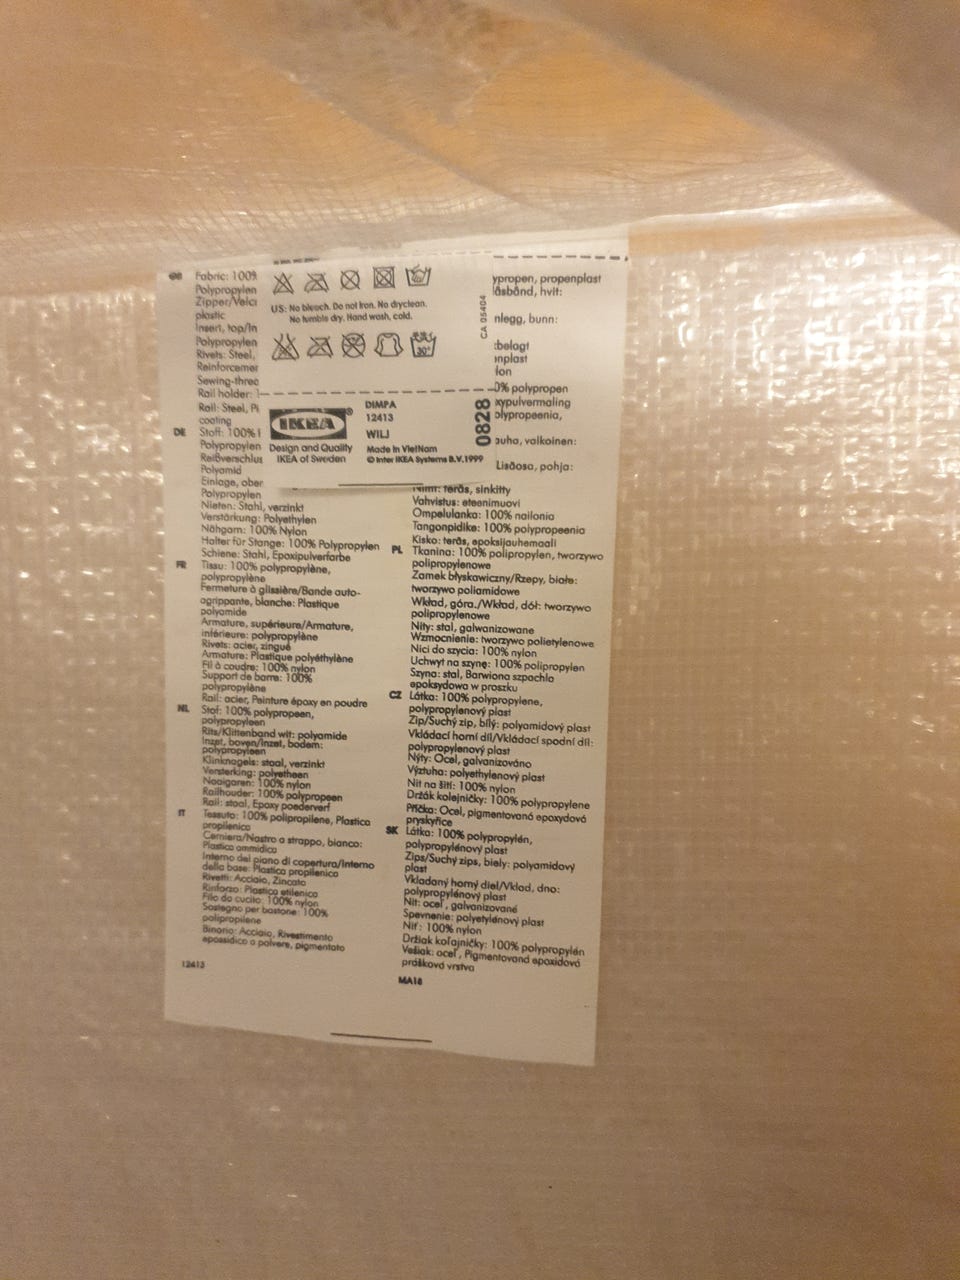 US: No bleach. Do not iron. No dryclean.
No tumble dry. Hand wash, cold.
30°
CA 05404
IKEA®
Design and Quality
IKEA of Sweden
DIMPA
12413
WILJ
Made in VietNam
© Inter IKEA Systems B.V.1999
0828
GB Fabric: 100%
Polypropylen
Zipper/Velc
plastic
Insert, top/In
Polypropylen
Rivets: Steel,
Reinforcemer
Sewing-threa
Rail holder:
Rail: Steel, Pi
coating
DE Stoff: 100%
Polypropylen
Reißverschlus
Polyamid
Einlage, ober
Polypropylen
Nieten: Stahl, verzinkt
Verstärkung: Polyethylen
Nähgarn: 100% Nylon
Halter für Stange: 100% Polypropylen
Schiene: Stahl, Epoxipulverfarbe
FR Tissu: 100% polypropylène,
polypropylène
Fermeture à glissière/Bande auto-
agrippante, blanche: Plastique
polyamide
Armature, supérieure/Armature,
inférieure: polypropylène
Rivets: acier, zingué
Armature: Plastique polyéthylène
Fil à coudre: 100% nylon
Support de barre: 100%
polypropylène
Rail: acier, Peinture époxy en poudre
NL Stof: 100% polypropeen,
polypropyleen
Rits/Klittenband wit: polyamide
Inzet, boven/inzet, bodem:
polypropyleen
Klinknagels: staal, verzinkt
Versterking: polyetheen
Naaigaren: 100% nylon
Railhouder: 100% polypropeen
Rail: staal, Epoxy poederverf
IT Tessuto: 100% polipropilene, Plastica
propilenica
Cerniera/Nastro a strappo, bianco:
Plastica ammidica
Interno del piano di copertura/Interno
della base: Plastica propilenica
Rivetti: Acciaio, Zincato
Rinforzo: Plastica etilenica
Filo da cucito: 100% nylon
Sostegno per bastone: 100%
polipropilene
Binario: Acciaio, Rivestimento
epossidico a polvere, pigmentato
12413
ypropen, propenplast
låsbånd, hvit:
nlegg, bunn:
belagt
nplast
lon
0% polypropen
xypulvermaling
olypropeenia,
auha, valkoinen:
Lisäosa, pohja:
Niitit: teräs, sinkitty
Vahvistus: eteenimuovi
Ompelulanka: 100% nailonia
Tangonpidike: 100% polypropeenia
Kisko: teräs, epoksijauhemaali
PL Tkanina: 100% polipropylen, tworzywo
polipropylenowe
Zamek błyskawiczny/Rzepy, białe:
tworzywo poliamidowe
Wkład, góra./Wkład, dół: tworzywo
polipropylenowe
Nity: stal, galwanizowane
Wzmocnienie: tworzywo polietylenowe
Nici do szycia: 100% nylon
Uchwyt na szynę: 100% polipropylen
Szyna: stal, Barwiona szpachla
epoksydowa w proszku
CZ Látka: 100% polypropylene,
polypropylenový plast
Zip/Suchý zip, bílý: polyamidový plast
Vkládací horní díl/Vkládací spodní díl:
polypropylenový plast
Nýty: Ocel, galvanizováno
Výztuha: polyethylenový plast
Nit na šití: 100% nylon
Držák kolejničky: 100% polypropylene
Příčka: Ocel, pigmentovaná epoxydová
pryskyřice
SK Látka: 100% polypropylén,
polypropylénový plast
Zips/Suchý zips, biely: polyamidový
plast
Vkladaný horný diel/Vklad, dno:
polypropylénový plast
Nit: oceľ, galvanizované
Spevnenie: polyetylénový plast
Niť: 100% nylon
Držiak koľajničky: 100% polypropylén
Vešiak: oceľ, Pigmentovaná epoxidová
prášková vrstva
MA18